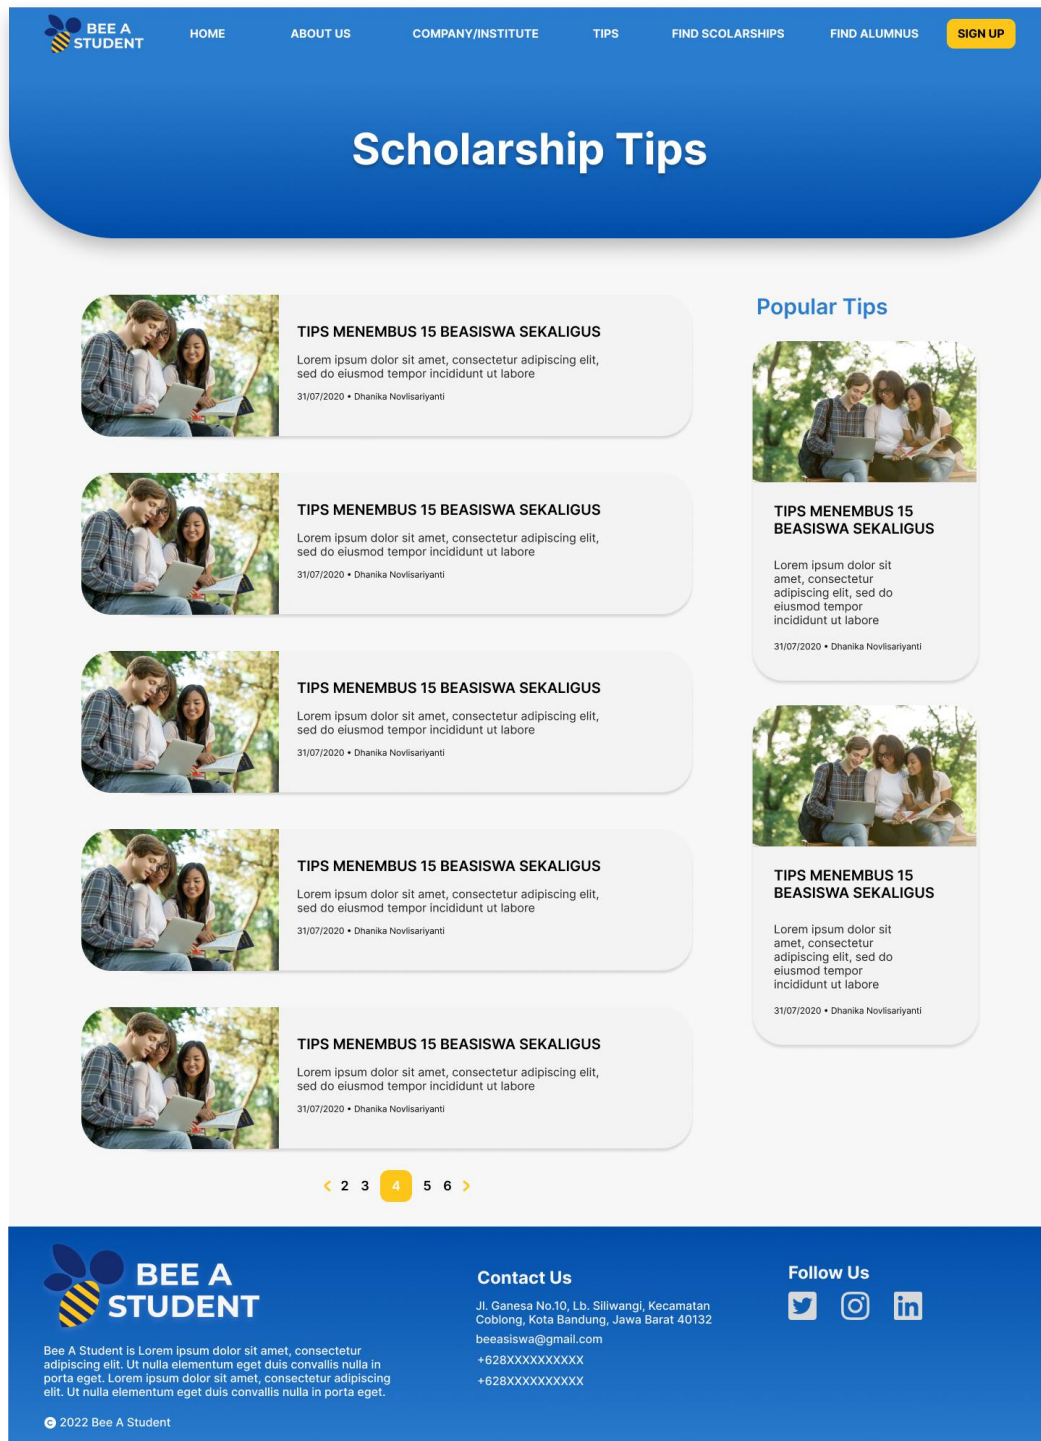 BEE A
STUDENT
HOME
ABOUT US
COMPANY/INSTITUTE
TIPS
FIND SCOLARSHIPS
FIND ALUMNUS
SIGN UP
Scholarship Tips
TIPS MENEMBUS 15 BEASISWA SEKALIGUS
Lorem ipsum dolor sit amet, consectetur adipiscing elit,
sed do eiusmod tempor incididunt ut labore
31/07/2020 • Dhanika Novlisariyanti
TIPS MENEMBUS 15 BEASISWA SEKALIGUS
Lorem ipsum dolor sit amet, consectetur adipiscing elit,
sed do eiusmod tempor incididunt ut labore
31/07/2020 • Dhanika Novlisariyanti
TIPS MENEMBUS 15 BEASISWA SEKALIGUS
Lorem ipsum dolor sit amet, consectetur adipiscing elit,
sed do eiusmod tempor incididunt ut labore
31/07/2020 • Dhanika Novlisariyanti
TIPS MENEMBUS 15 BEASISWA SEKALIGUS
Lorem ipsum dolor sit amet, consectetur adipiscing elit,
sed do eiusmod tempor incididunt ut labore
31/07/2020 • Dhanika Novlisariyanti
TIPS MENEMBUS 15 BEASISWA SEKALIGUS
Lorem ipsum dolor sit amet, consectetur adipiscing elit,
sed do eiusmod tempor incididunt ut labore
31/07/2020 • Dhanika Novlisariyanti
< 2 3 4 5 6 >
Popular Tips
TIPS MENEMBUS 15
BEASISWA SEKALIGUS
Lorem ipsum dolor sit
amet, consectetur
adipiscing elit, sed do
eiusmod tempor
incididunt ut labore
31/07/2020 • Dhanika Novlisariyanti
TIPS MENEMBUS 15
BEASISWA SEKALIGUS
Lorem ipsum dolor sit
amet, consectetur
adipiscing elit, sed do
eiusmod tempor
incididunt ut labore
31/07/2020 • Dhanika Novlisariyanti
BEE A
STUDENT
Bee A Student is Lorem ipsum dolor sit amet, consectetur
adipiscing elit. Ut nulla elementum eget duis convallis nulla in
porta eget. Lorem ipsum dolor sit amet, consectetur adipiscing
elit. Ut nulla elementum eget duis convallis nulla in porta eget.
© 2022 Bee A Student
Contact Us
Jl. Ganesa No.10, Lb. Siliwangi, Kecamatan
Coblong, Kota Bandung, Jawa Barat 40132
beeasiswa@gmail.com
+628XXXXXXXXXX
+628XXXXXXXXXX
Follow Us
in